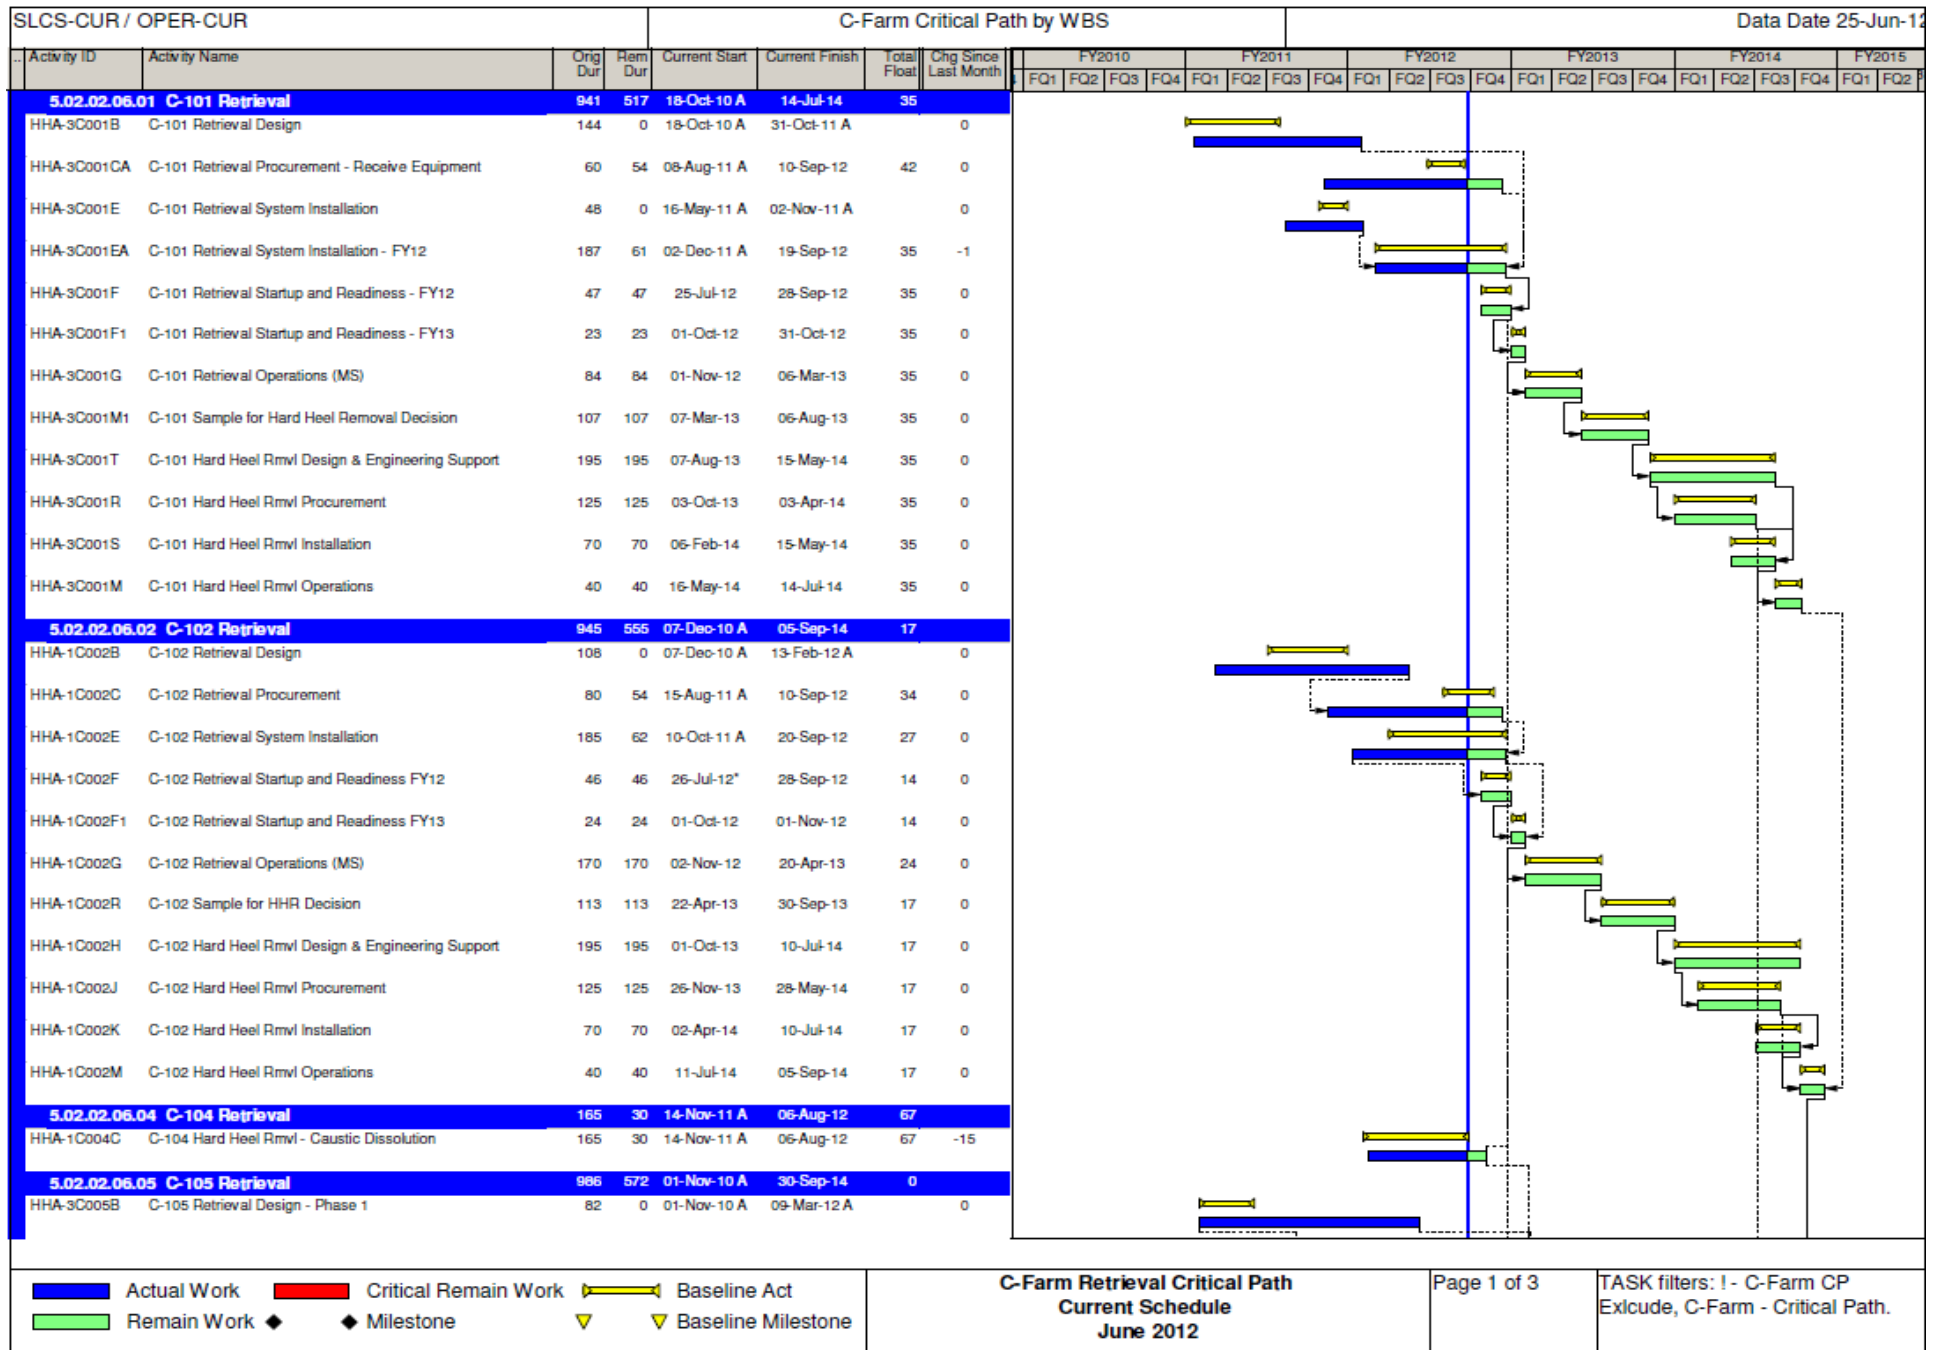 SLCS-CUR / OPER-CUR C-Farm Critical Path by WBS Data Date 25-Jun-12
.. Activity ID Activity Name Orig Dur Rem Dur Current Start Current Finish Total Float Chg Since Last Month FY2010 FY2011 FY2012 FY2013 FY2014 FY2015
FQ1 FQ2 FQ3 FQ4 FQ1 FQ2 FQ3 FQ4 FQ1 FQ2 FQ3 FQ4 FQ1 FQ2 FQ3 FQ4 FQ1 FQ2 FQ3 FQ4 FQ1 FQ2
5.02.02.06.01 C-101 Retrieval 941 517 18-Oct-10 A 14-Jul-14 35
HHA-3C001B C-101 Retrieval Design 144 0 18-Oct-10 A 31-Oct-11 A 0
HHA-3C001CA C-101 Retrieval Procurement - Receive Equipment 60 54 08-Aug-11 A 10-Sep-12 42 0
HHA-3C001E C-101 Retrieval System Installation 48 0 16-May-11 A 02-Nov-11 A 0
HHA-3C001EA C-101 Retrieval System Installation - FY12 187 61 02-Dec-11 A 19-Sep-12 35 -1
HHA-3C001F C-101 Retrieval Startup and Readiness - FY12 47 47 25-Jul-12 28-Sep-12 35 0
HHA-3C001F1 C-101 Retrieval Startup and Readiness - FY13 23 23 01-Oct-12 31-Oct-12 35 0
HHA-3C001G C-101 Retrieval Operations (MS) 84 84 01-Nov-12 06-Mar-13 35 0
HHA-3C001M1 C-101 Sample for Hard Heel Removal Decision 107 107 07-Mar-13 06-Aug-13 35 0
HHA-3C001T C-101 Hard Heel Rmvl Design & Engineering Support 195 195 07-Aug-13 15-May-14 35 0
HHA-3C001R C-101 Hard Heel Rmvl Procurement 125 125 03-Oct-13 03-Apr-14 35 0
HHA-3C001S C-101 Hard Heel Rmvl Installation 70 70 06-Feb-14 15-May-14 35 0
HHA-3C001M C-101 Hard Heel Rmvl Operations 40 40 16-May-14 14-Jul-14 35 0
5.02.02.06.02 C-102 Retrieval 945 555 07-Dec-10 A 05-Sep-14 17
HHA-1C002B C-102 Retrieval Design 108 0 07-Dec-10 A 13-Feb-12 A 0
HHA-1C002C C-102 Retrieval Procurement 80 54 15-Aug-11 A 10-Sep-12 34 0
HHA-1C002E C-102 Retrieval System Installation 185 62 10-Oct-11 A 20-Sep-12 27 0
HHA-1C002F C-102 Retrieval Startup and Readiness FY12 46 46 26-Jul-12* 28-Sep-12 14 0
HHA-1C002F1 C-102 Retrieval Startup and Readiness FY13 24 24 01-Oct-12 01-Nov-12 14 0
HHA-1C002G C-102 Retrieval Operations (MS) 170 170 02-Nov-12 20-Apr-13 24 0
HHA-1C002R C-102 Sample for HHR Decision 113 113 22-Apr-13 30-Sep-13 17 0
HHA-1C002H C-102 Hard Heel Rmvl Design & Engineering Support 195 195 01-Oct-13 10-Jul-14 17 0
HHA-1C002J C-102 Hard Heel Rmvl Procurement 125 125 26-Nov-13 28-May-14 17 0
HHA-1C002K C-102 Hard Heel Rmvl Installation 70 70 02-Apr-14 10-Jul-14 17 0
HHA-1C002M C-102 Hard Heel Rmvl Operations 40 40 11-Jul-14 05-Sep-14 17 0
5.02.02.06.04 C-104 Retrieval 165 30 14-Nov-11 A 06-Aug-12 67
HHA-1C004C C-104 Hard Heel Rmvl - Caustic Dissolution 165 30 14-Nov-11 A 06-Aug-12 67 -15
5.02.02.06.05 C-105 Retrieval 986 572 01-Nov-10 A 30-Sep-14 0
HHA-3C005B C-105 Retrieval Design - Phase 1 82 0 01-Nov-10 A 09-Mar-12 A 0
Actual Work Critical Remain Work Baseline Act
Remain Work Milestone Baseline Milestone
C-Farm Retrieval Critical Path
Current Schedule
June 2012
Page 1 of 3
TASK filters: ! - C-Farm CP
Exlcude, C-Farm - Critical Path.